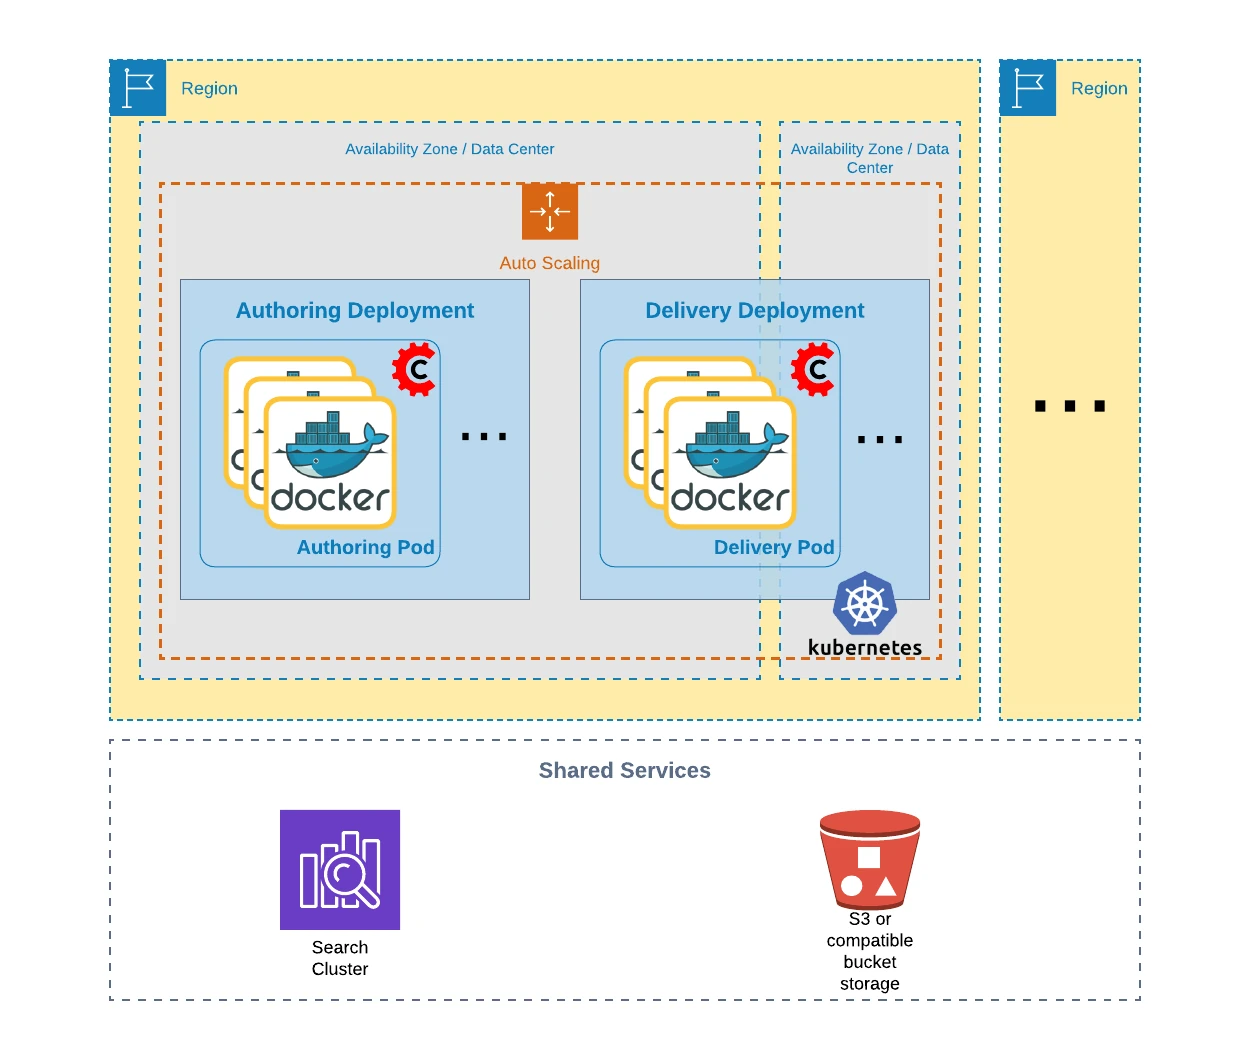 Region
Region
Availability Zone / Data Center
Availability Zone / Data
Center
Auto Scaling
Authoring Deployment
Delivery Deployment
C
C
...
...
...
docker
docker
Authoring Pod
Delivery Pod
kubernetes
Shared Services
Search
Cluster
S3 or
compatible
bucket
storage